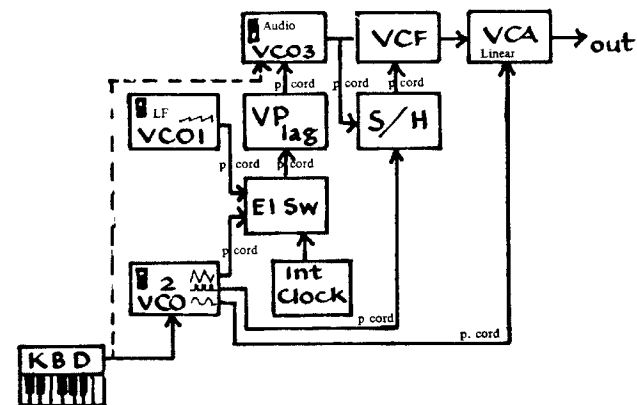 Audio
VCO3
VCF
VCA
Linear
out
p. cord
p. cord
p. cord
LF
VCO1
VP
lag
S/H
p. cord
p. cord
El Sw
p. cord
2
VCO
Int
Clock
p. cord
p. cord
KBD